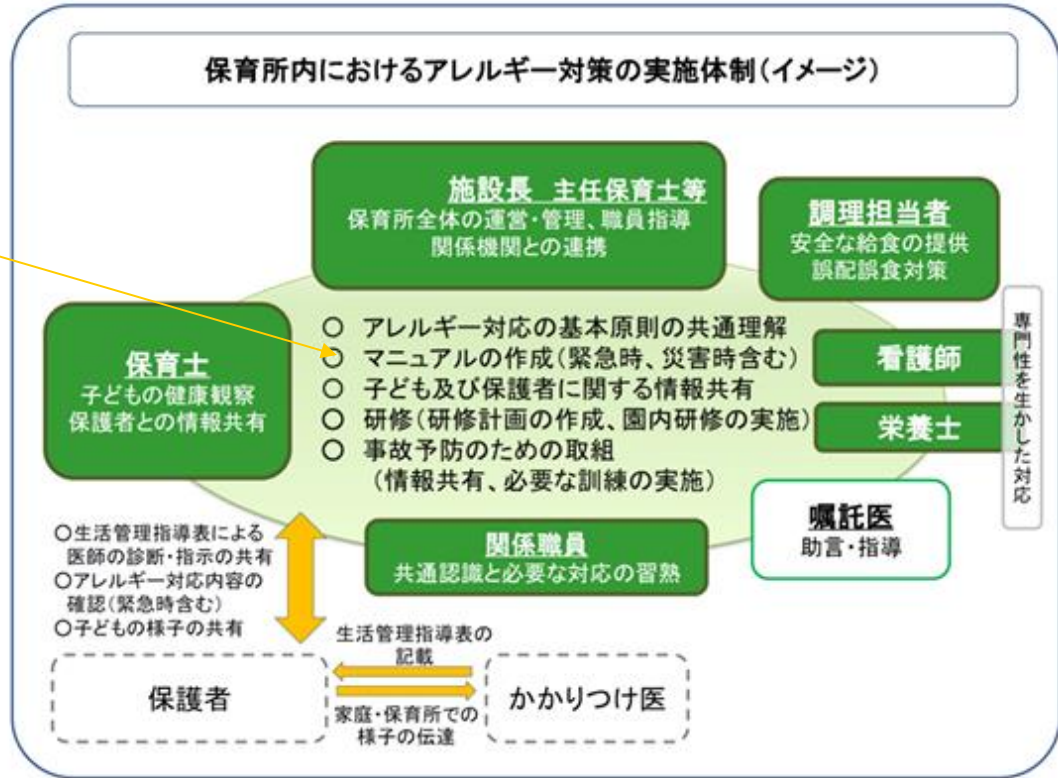 保育所内におけるアレルギー対策の実施体制(イメージ)
施設長 主任保育士等
保育所全体の運営・管理、職員指導
関係機関との連携
調理担当者
安全な給食の提供
誤配誤食対策
保育士
子どもの健康観察
保護者との情報共有
○ アレルギー対応の基本原則の共通理解
○ マニュアルの作成(緊急時、災害時含む)
○ 子ども及び保護者に関する情報共有
○ 研修(研修計画の作成、園内研修の実施)
○ 事故予防のための取組
(情報共有、必要な訓練の実施)
看護師
栄養士
専門性を生かした対応
嘱託医
助言・指導
関係職員
共通認識と必要な対応の習熟
○生活管理指導表による
医師の診断・指示の共有
○アレルギー対応内容の
確認(緊急時含む)
○子どもの様子の共有
生活管理指導表の
記載
保護者
かかりつけ医
家庭・保育所での
様子の伝達